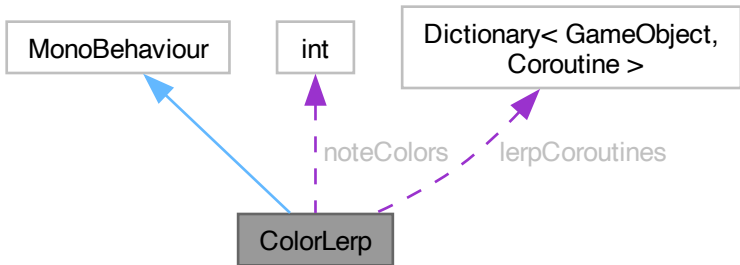 MonoBehaviour
int
Dictionary< GameObject,
Coroutine >
noteColors
lerpCoroutines
ColorLerp